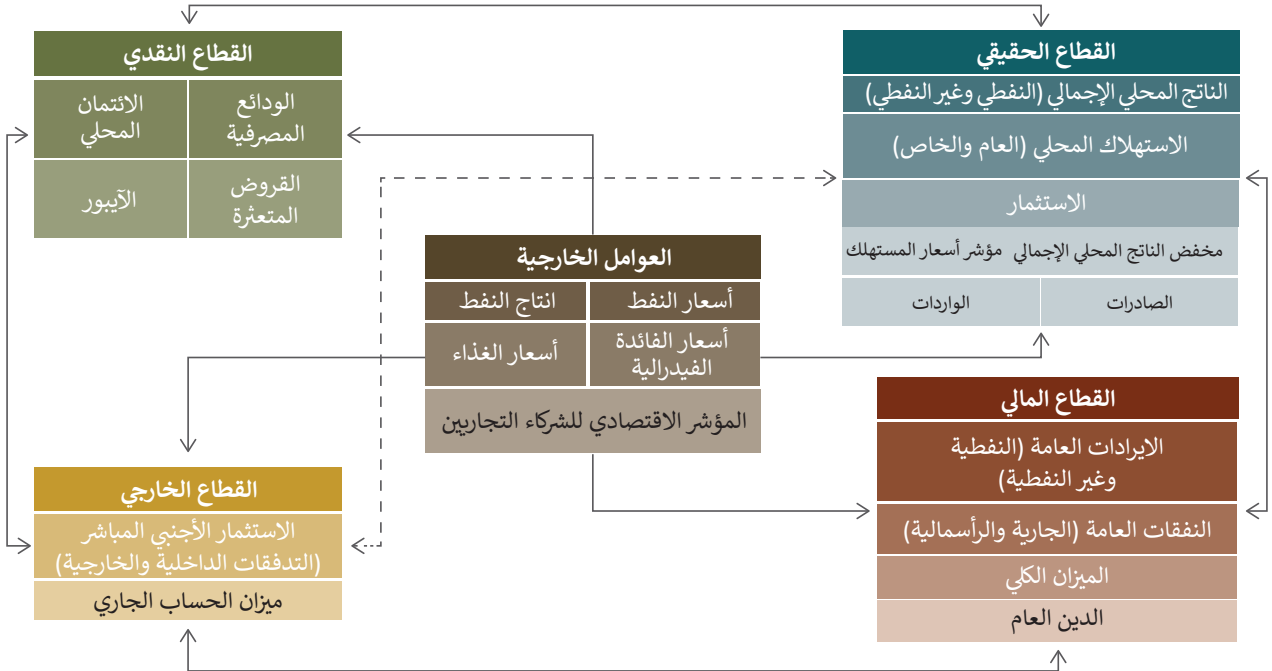 القطاع الحقيقي
الناتج المحلي الإجمالي (النفطي وغير النفطي)
الاستهلاك المحلي (العام والخاص)
الاستثمار
مخفض الناتج المحلي الإجمالي
مؤشر أسعار المستهلك
الصادرات
الواردات
القطاع النقدي
الودائع
المصرفية
الائتمان
المحلي
القروض
المتعثرة
الآيبور
العوامل الخارجية
أسعار النفط
انتاج النفط
أسعار الفائدة
الفيدرالية
أسعار الغذاء
المؤشر الاقتصادي للشركاء التجاريين
القطاع المالي
الايرادات العامة (النفطية
وغير النفطية)
النفقات العامة (الجارية والرأسمالية)
الميزان الكلي
الدين العام
القطاع الخارجي
الاستثمار الأجنبي المباشر
(التدفقات الداخلية والخارجية)
ميزان الحساب الجاري